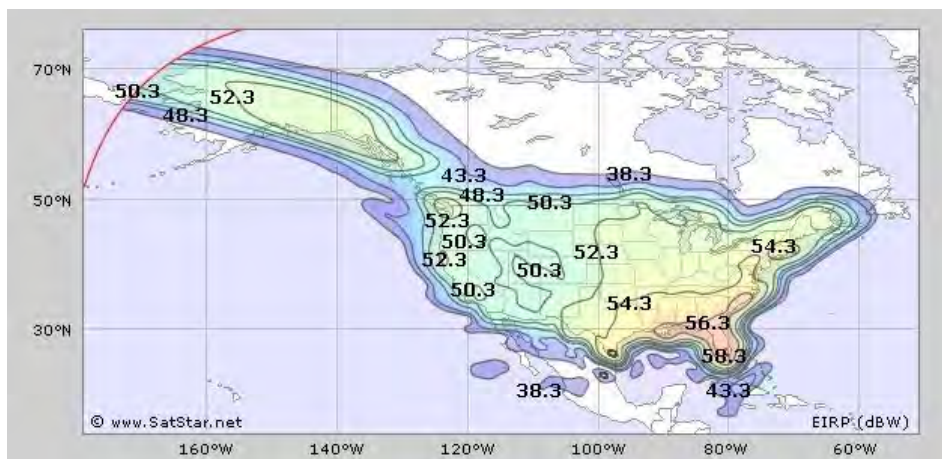 70°N
50.3
52.3
48.3
43.3
38.3
48.3
50°N
50.3
52.3
54.3
50.3
52.3
52.3
50.3
50.3
54.3
56.3
30°N
58.3
38.3
43.3
© www.SatStar.net
EIRP (dBW)
160°W
140°W
120°W
100°W
80°W
60°W